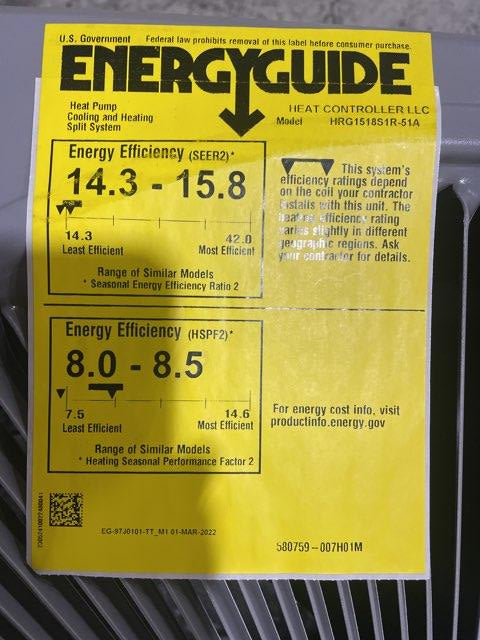 U.S. Government Federal law prohibits removal of this label before consumer purchase.
ENERGYGUIDE
Heat Pump
Cooling and Heating
Split System
HEAT CONTROLLER LLC
Model HRG1518S1R-51A
Energy Efficiency (SEER2)*
14.3 - 15.8
14.3 42.0
Least Efficient Most Efficient
Range of Similar Models
* Seasonal Energy Efficiency Ratio 2
This system's
efficiency ratings depend
on the coil your contractor
installs with this unit. The
heating efficiency rating
varies slightly in different
geographic regions. Ask
your contractor for details.
Energy Efficiency (HSPF2)*
8.0 - 8.5
7.5 14.6
Least Efficient Most Efficient
Range of Similar Models
* Heating Seasonal Performance Factor 2
For energy cost info, visit
productinfo.energy.gov
EG-97J0101-TT_M1 01-MAR-2022
580759-007H01M